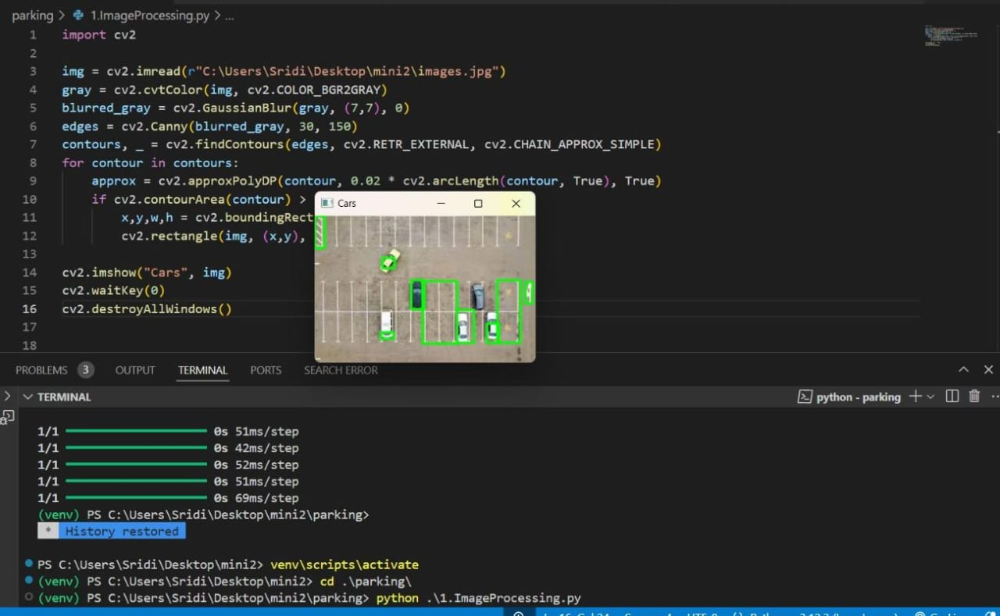 parking > 1.ImageProcessing.py > ...
1 import cv2
2
3 img = cv2.imread(r"C:\Users\Sridi\Desktop\mini2\images.jpg")
4 gray = cv2.cvtColor(img, cv2.COLOR_BGR2GRAY)
5 blurred_gray = cv2.GaussianBlur(gray, (7,7), 0)
6 edges = cv2.Canny(blurred_gray, 30, 150)
7 contours, _ = cv2.findContours(edges, cv2.RETR_EXTERNAL, cv2.CHAIN_APPROX_SIMPLE)
8 for contour in contours:
9 approx = cv2.approxPolyDP(contour, 0.02 * cv2.arcLength(contour, True), True)
10 if cv2.contourArea(contour) >
Cars
11 x,y,w,h = cv2.boundingRect
12 cv2.rectangle(img, (x,y),
13
14 cv2.imshow("Cars", img)
15 cv2.waitKey(0)
16 cv2.destroyAllWindows()
17
18
PROBLEMS 3 OUTPUT TERMINAL PORTS SEARCH ERROR
TERMINAL python - parking
1/1 0s 51ms/step
1/1 0s 42ms/step
1/1 0s 52ms/step
1/1 0s 51ms/step
1/1 0s 69ms/step
(venv) PS C:\Users\Sridi\Desktop\mini2\parking>
* History restored
PS C:\Users\Sridi\Desktop\mini2> venv\scripts\activate
(venv) PS C:\Users\Sridi\Desktop\mini2> cd .\parking\
(venv) PS C:\Users\Sridi\Desktop\mini2\parking> python .\1.ImageProcessing.py